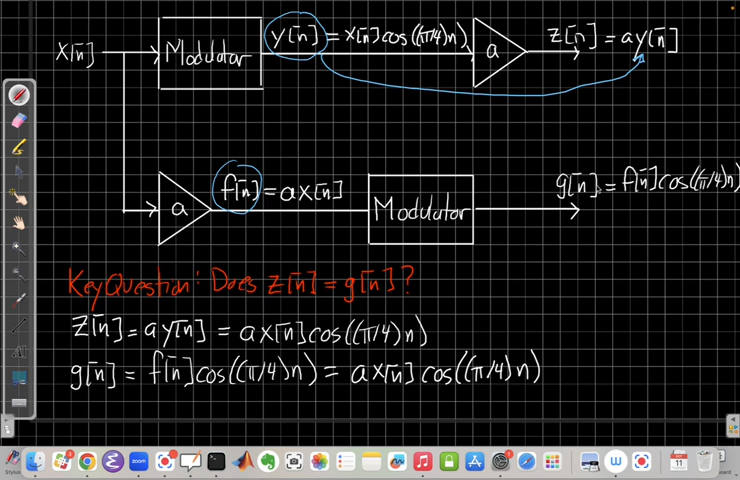 x[n] Modulator y[n] = x[n]cos((π/4)n) a z[n] = ay[n]
a f[n] = ax[n] Modulator g[n] = f[n]cos((π/4)n)
Key Question: Does z[n] = g[n]?
z[n] = ay[n] = ax[n]cos((π/4)n)
g[n] = f[n]cos((π/4)n) = ax[n]cos((π/4)n)